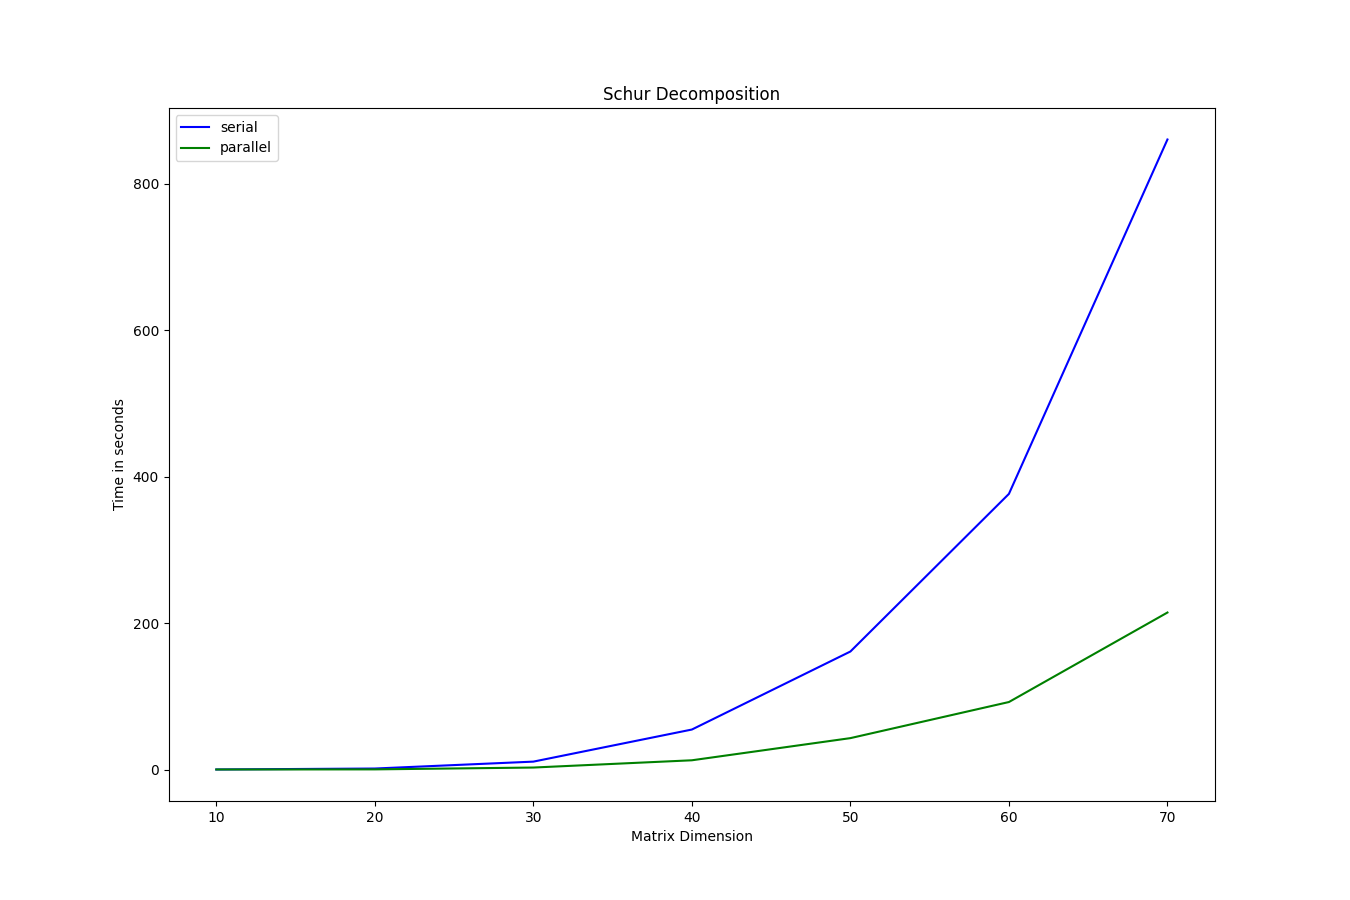 Schur Decomposition
serial
parallel
800
600
400
200
0
Time in seconds
10 20 30 40 50 60 70
Matrix Dimension